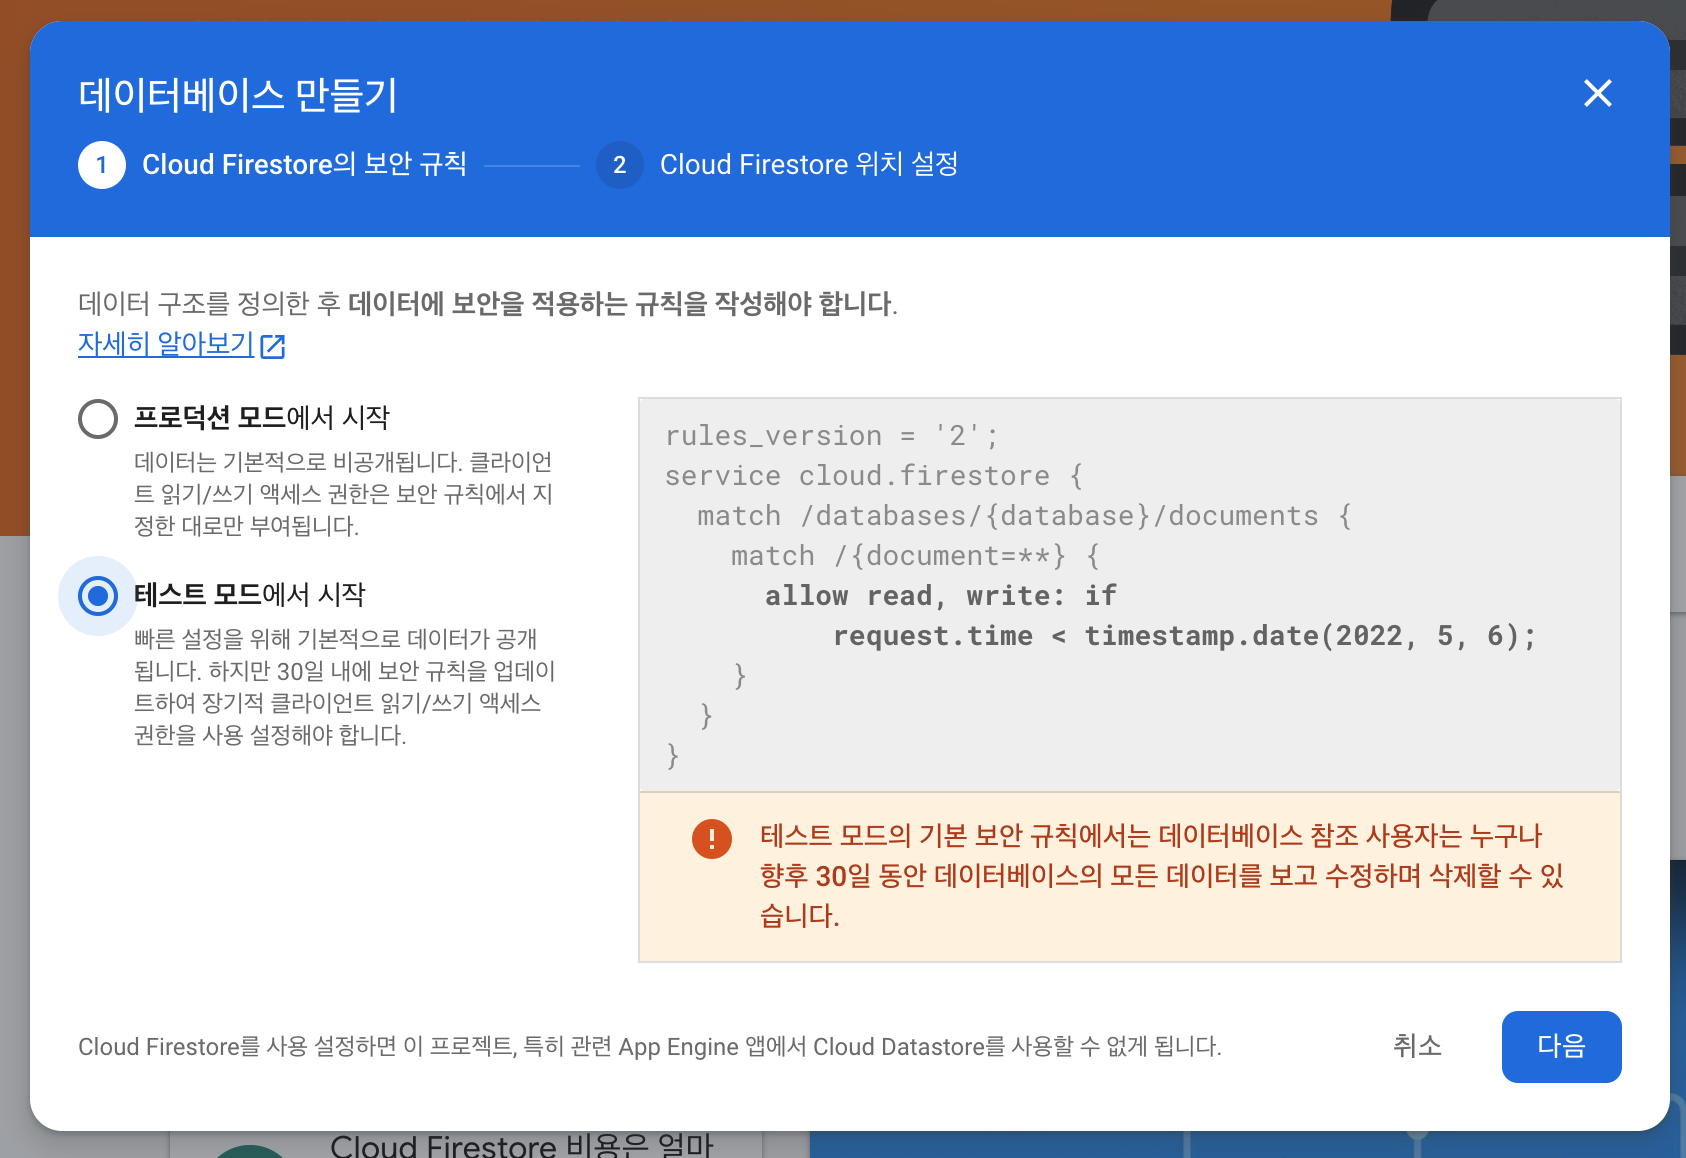 데이터베이스 만들기
1 Cloud Firestore의 보안 규칙
2 Cloud Firestore 위치 설정
데이터 구조를 정의한 후 데이터에 보안을 적용하는 규칙을 작성해야 합니다.
자세히 알아보기
프로덕션 모드에서 시작
데이터는 기본적으로 비공개됩니다. 클라이언
트 읽기/쓰기 액세스 권한은 보안 규칙에서 지
정한 대로만 부여됩니다.
테스트 모드에서 시작
빠른 설정을 위해 기본적으로 데이터가 공개
됩니다. 하지만 30일 내에 보안 규칙을 업데이
트하여 장기적 클라이언트 읽기/쓰기 액세스
권한을 사용 설정해야 합니다.
rules_version = '2';
service cloud.firestore {
  match /databases/{database}/documents {
    match /{document=**} {
      allow read, write: if
          request.time < timestamp.date(2022, 5, 6);
    }
  }
}
테스트 모드의 기본 보안 규칙에서는 데이터베이스 참조 사용자는 누구나
향후 30일 동안 데이터베이스의 모든 데이터를 보고 수정하며 삭제할 수 있
습니다.
Cloud Firestore를 사용 설정하면 이 프로젝트, 특히 관련 App Engine 앱에서 Cloud Datastore를 사용할 수 없게 됩니다.
취소
다음
Cloud Firestore 비용은 얼마